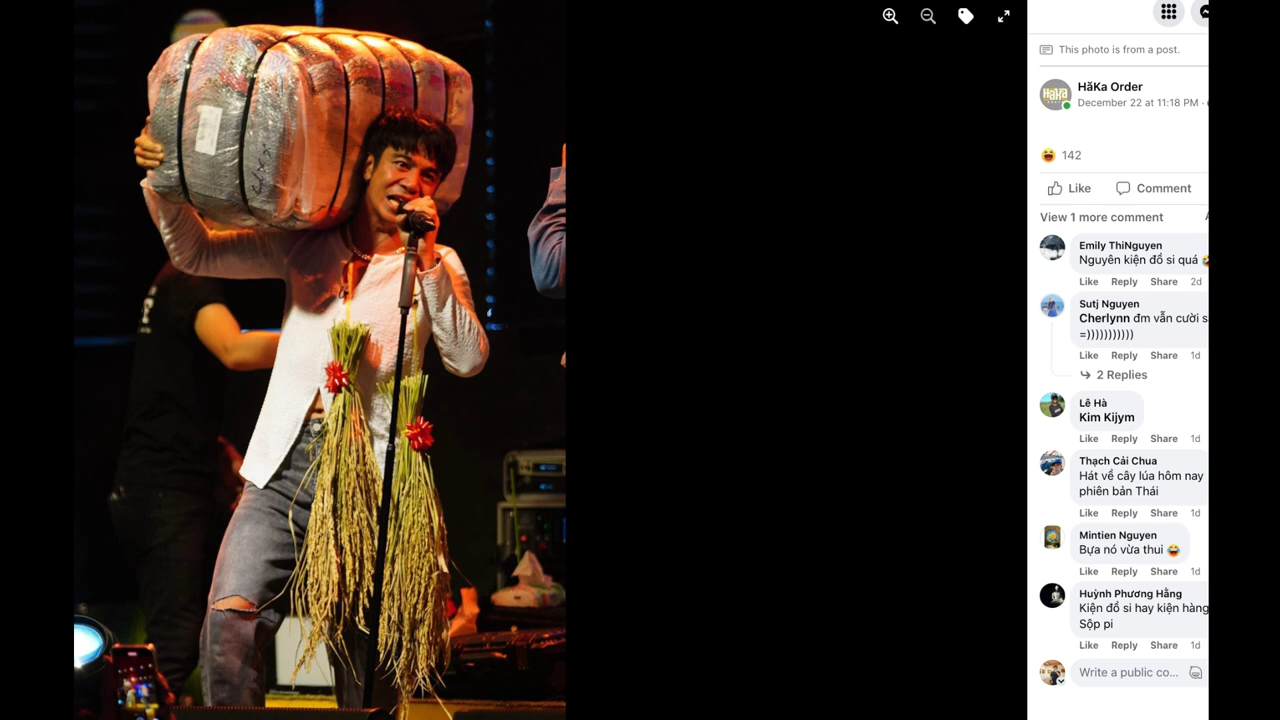 This photo is from a post.
HăKa Order
December 22 at 11:18 PM ·
142
Like Comment
View 1 more comment
Emily ThiNguyen
Nguyên kiện đồ si quá
Like Reply Share 2d
Sutj Nguyen
Cherlynn đm vẫn cười s
=)))))))))))
Like Reply Share 1d
2 Replies
Lê Hà
Kim Kijym
Like Reply Share 1d
Thạch Cải Chua
Hát về cây lúa hôm nay
phiên bản Thái
Like Reply Share 1d
Mintien Nguyen
Bựa nó vừa thui
Like Reply Share 1d
Huỳnh Phương Hằng
Kiện đồ si hay kiện hàng
Sộp pi
Like Reply Share 1d
Write a public co...